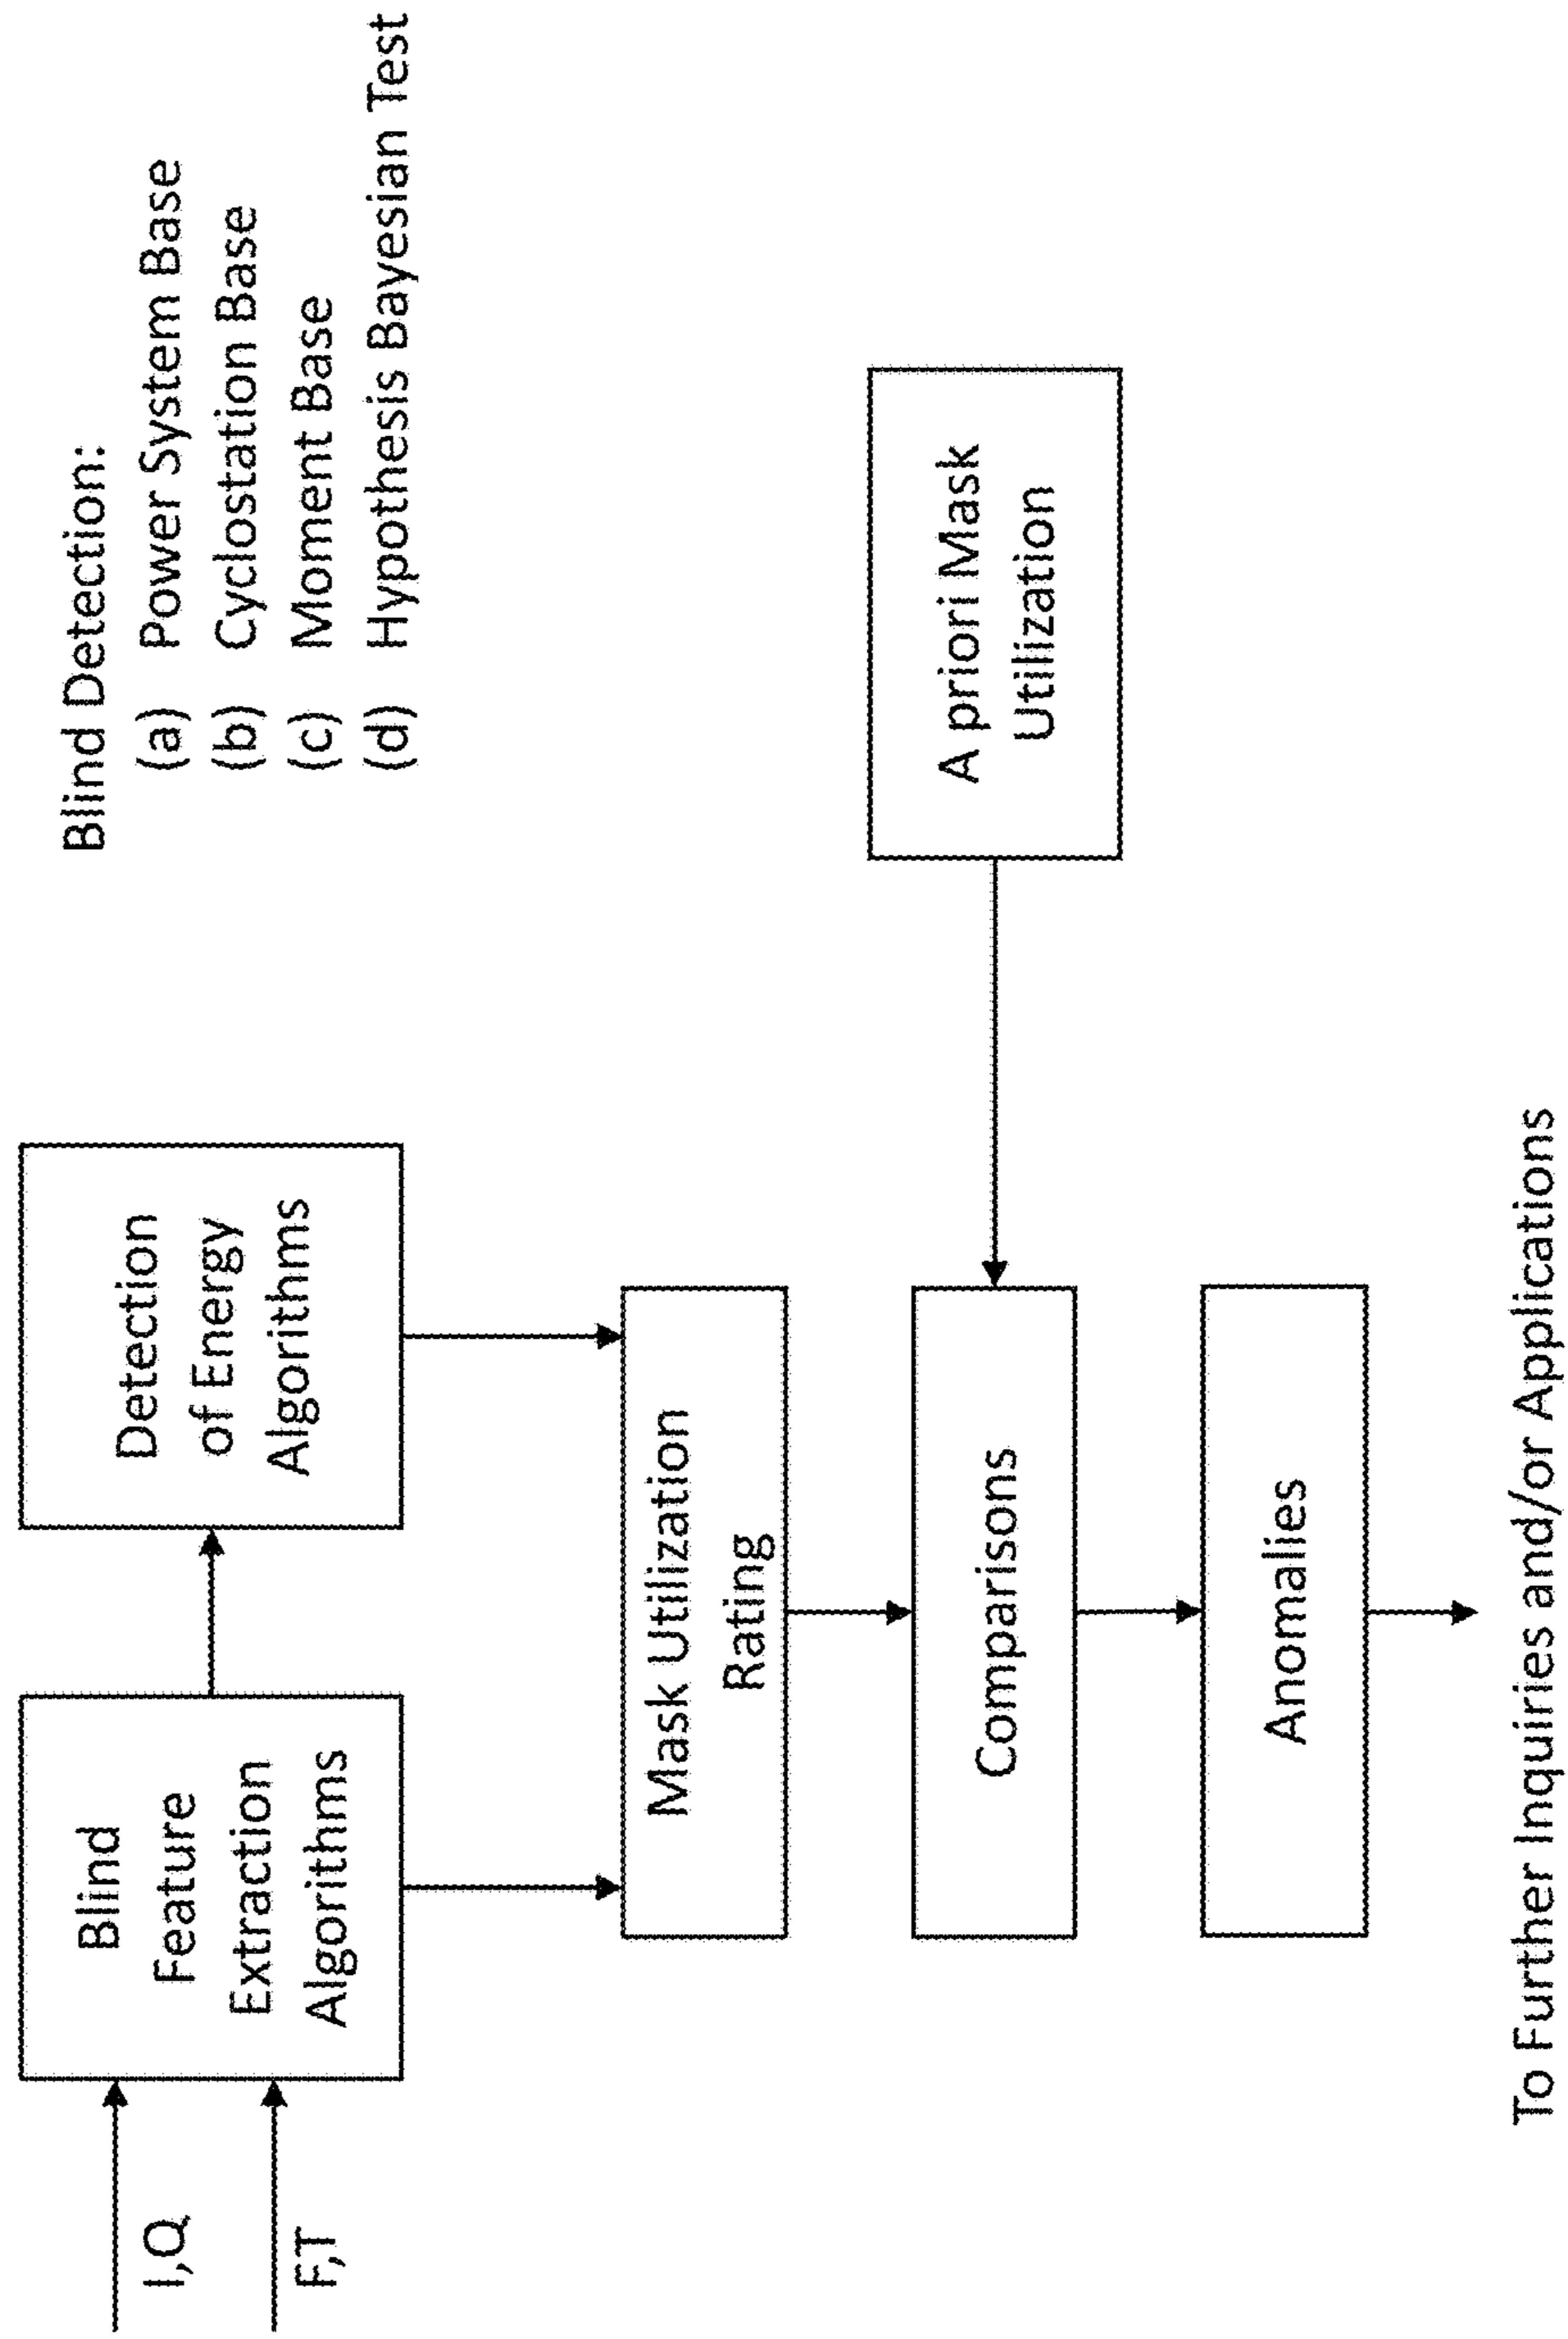 I,Q
F,T
Blind
Feature
Extraction
Algorithms
Detection
of Energy
Algorithms
Blind Detection:
(a) Power System Base
(b) Cyclostation Base
(c) Moment Base
(d) Hypothesis Bayesian Test
Mask Utilization
Rating
Comparisons
A priori Mask
Utilization
Anomalies
To Further Inquiries and/or Applications